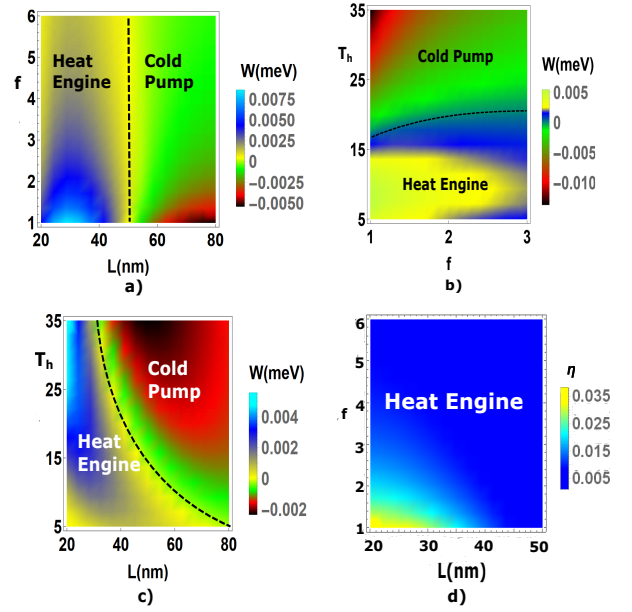 6
5
f
4
3
2
1
Heat
Engine
Cold
Pump
20
40
60
80
L(nm)
a)
W(meV)
0.0075
0.0050
0.0025
0
−0.0025
−0.0050
35
T_h
25
15
5
Cold Pump
Heat Engine
1
2
3
f
b)
W(meV)
0.005
0
−0.005
−0.010
35
T_h
25
15
5
Cold
Pump
Heat
Engine
20
40
60
80
L(nm)
c)
W(meV)
0.004
0.002
0
−0.002
6
5
f
4
3
2
1
Heat Engine
20
30
40
50
L(nm)
d)
η
0.035
0.025
0.015
0.005